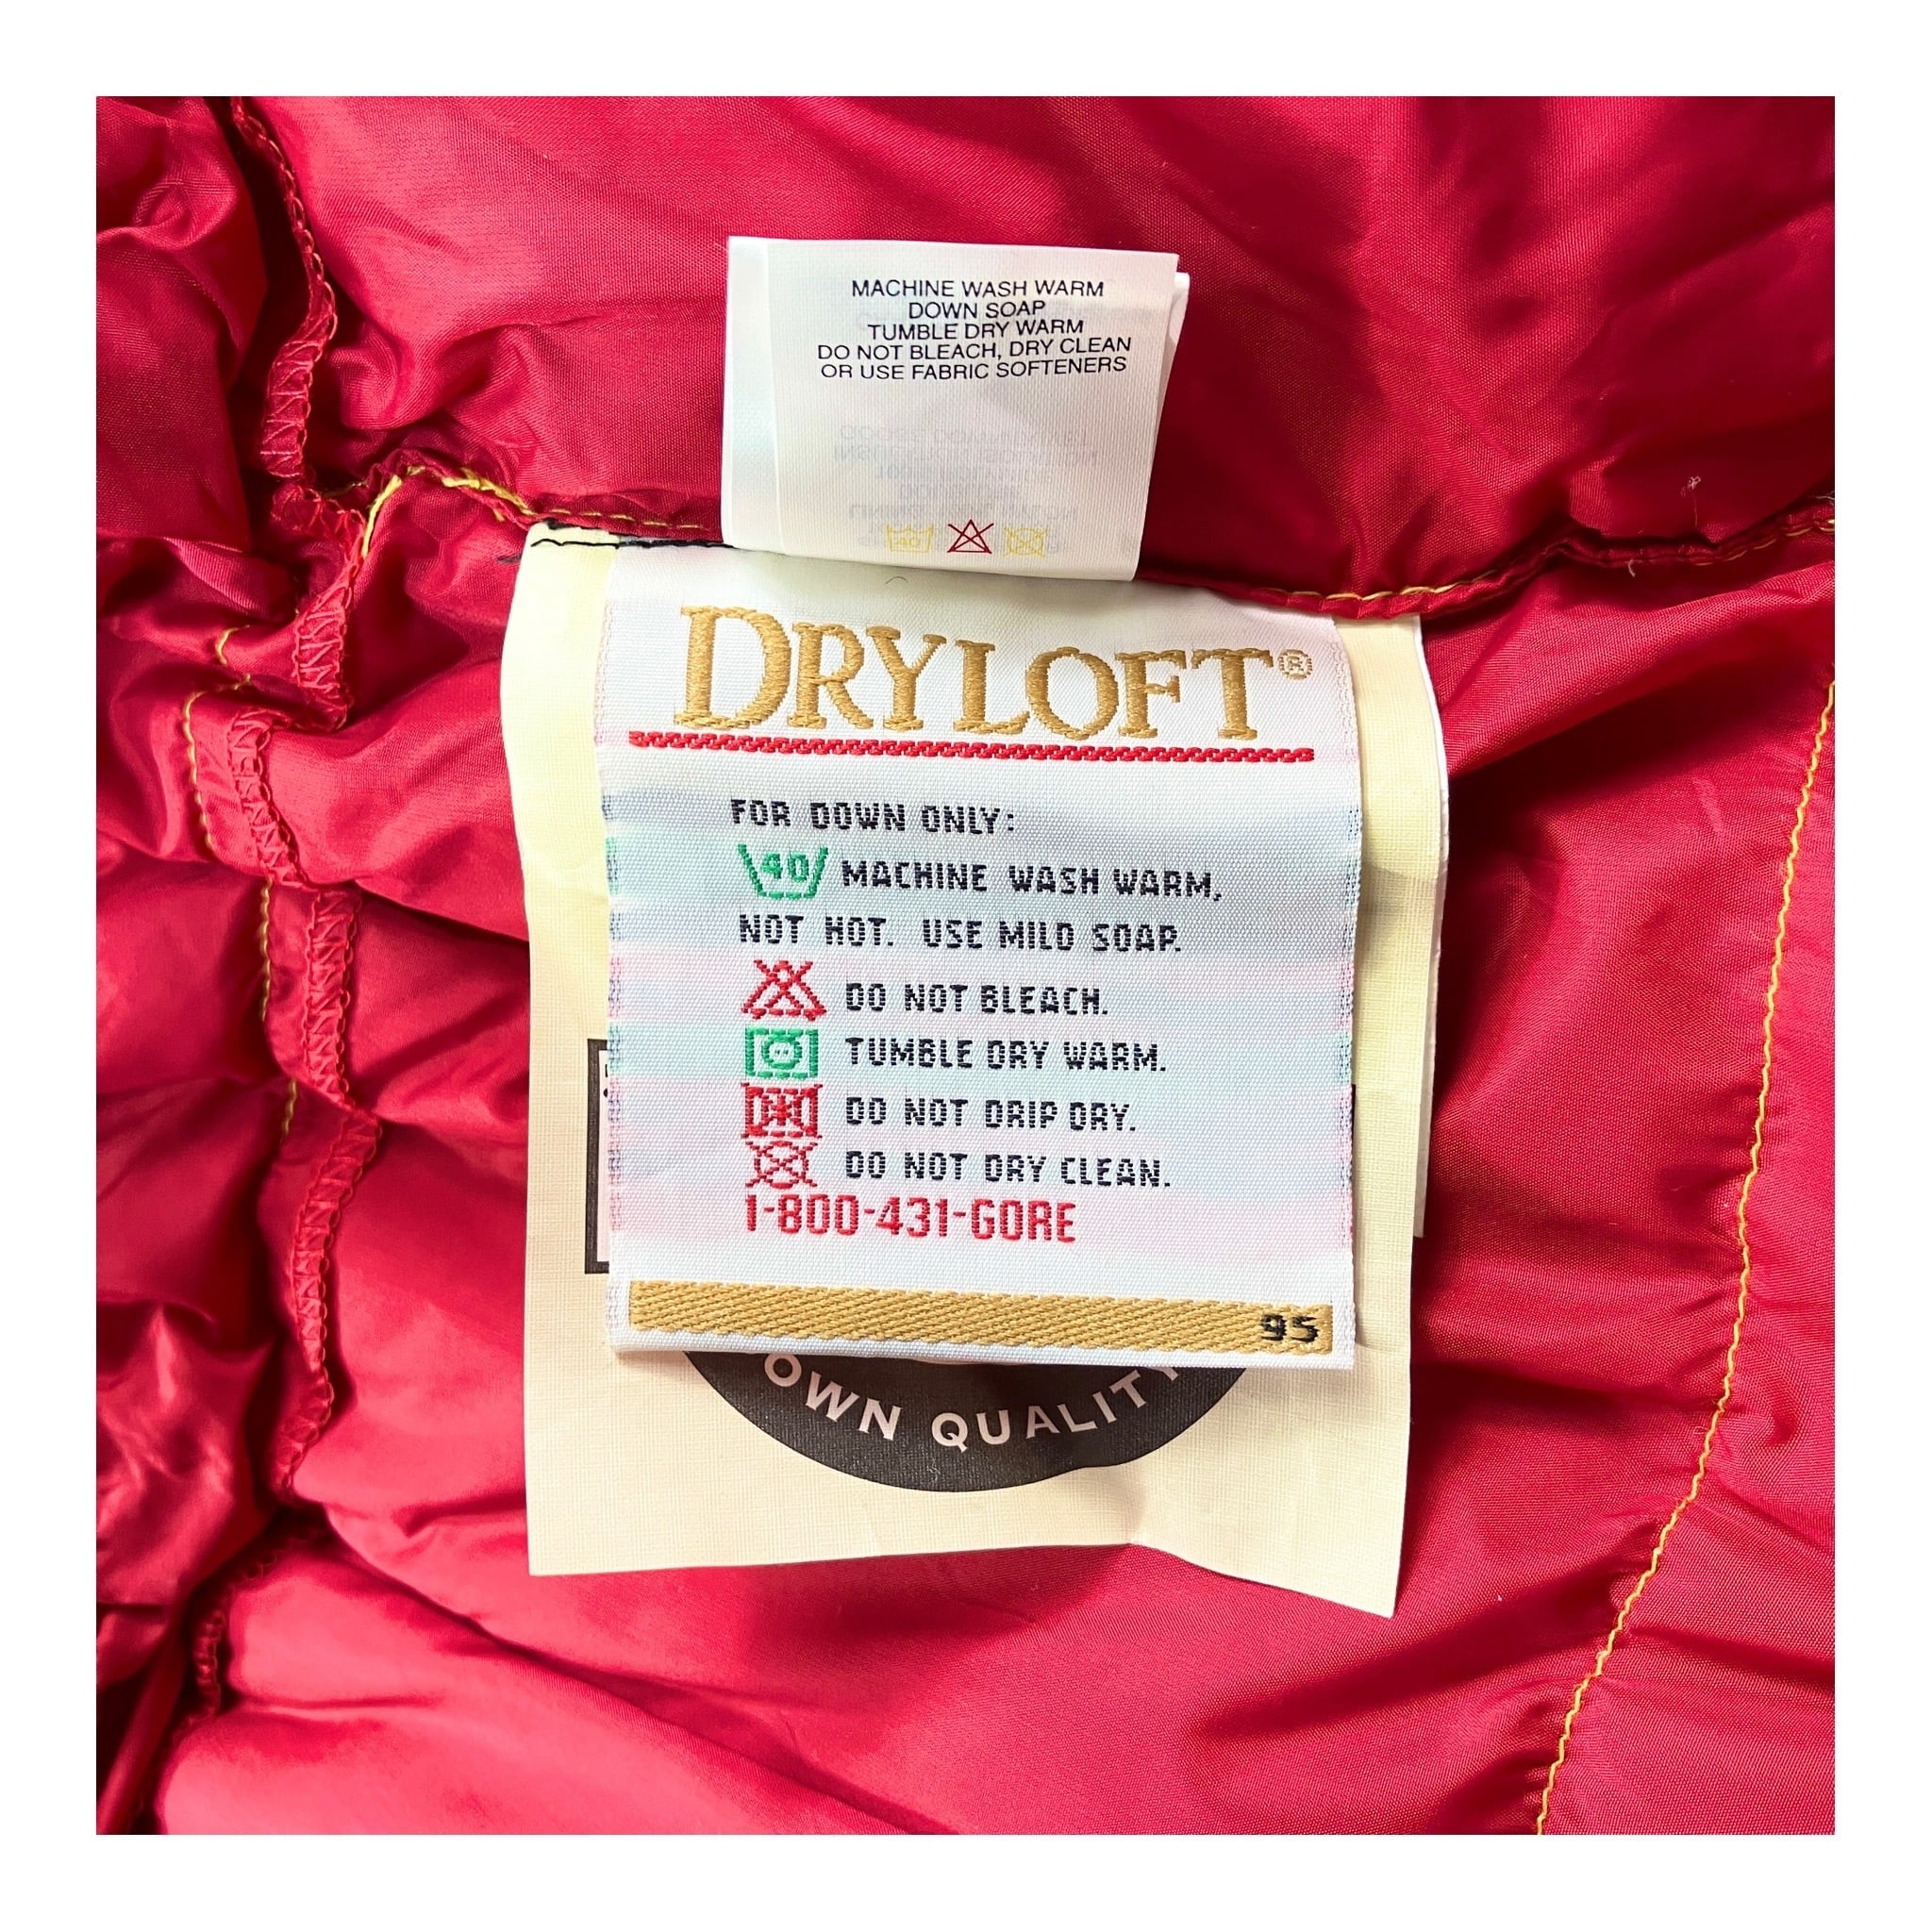 MACHINE WASH WARM
DOWN SOAP
TUMBLE DRY WARM
DO NOT BLEACH, DRY CLEAN
OR USE FABRIC SOFTENERS
40
DRYLOFT®
FOR DOWN ONLY:
40 MACHINE WASH WARM,
NOT HOT. USE MILD SOAP.
DO NOT BLEACH.
TUMBLE DRY WARM.
DO NOT DRIP DRY.
DO NOT DRY CLEAN.
1-800-431-GORE
95
OWN QUALITY